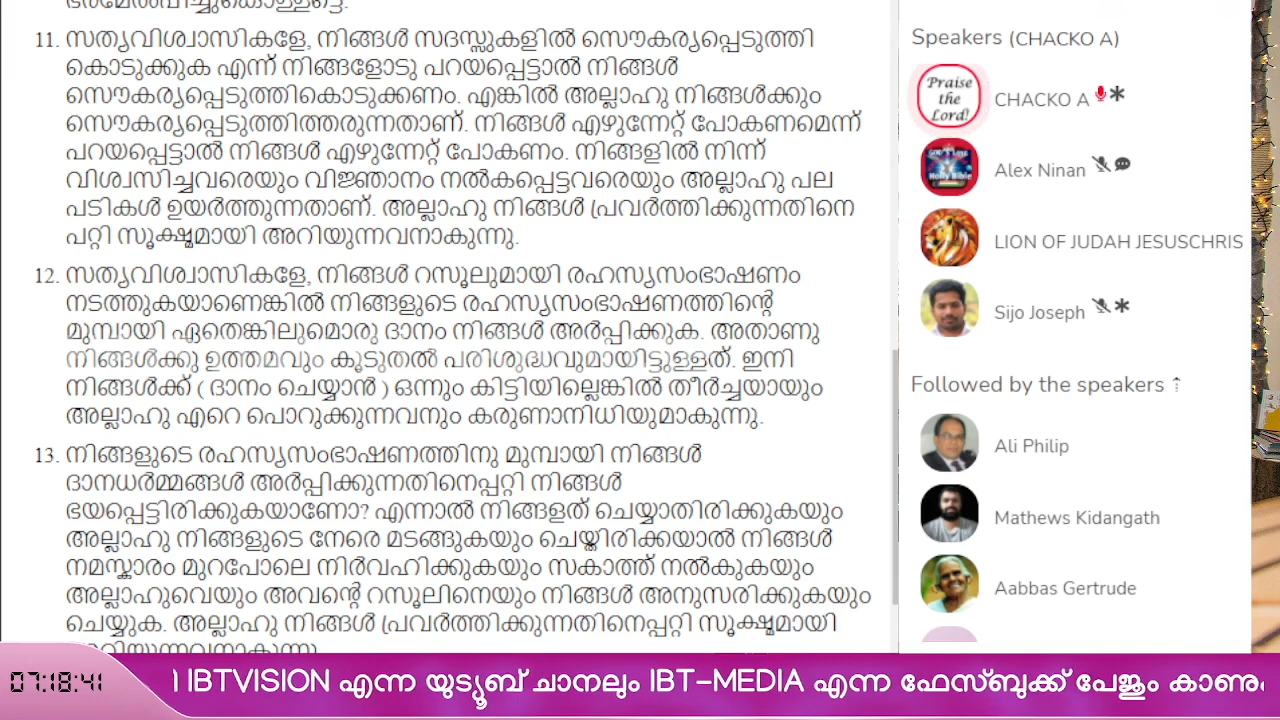 ഭരമേൽപിച്ചുകൊള്ളട്ടെ.
11. സത്യവിശ്വാസികളേ, നിങ്ങൾ സദസ്സുകളിൽ സൌകര്യപ്പെടുത്തി
കൊടുക്കുക എന്ന് നിങ്ങളോടു പറയപ്പെട്ടാൽ നിങ്ങൾ
സൌകര്യപ്പെടുത്തികൊടുക്കണം. എങ്കിൽ അല്ലാഹു നിങ്ങൾക്കും
സൌകര്യപ്പെടുത്തിത്തരുന്നതാണ്. നിങ്ങൾ എഴുന്നേറ്റ് പോകണമെന്ന്
പറയപ്പെട്ടാൽ നിങ്ങൾ എഴുന്നേറ്റ് പോകണം. നിങ്ങളിൽ നിന്ന്
വിശ്വസിച്ചവരെയും വിജ്ഞാനം നൽകപ്പെട്ടവരെയും അല്ലാഹു പല
പടികൾ ഉയർത്തുന്നതാണ്. അല്ലാഹു നിങ്ങൾ പ്രവർത്തിക്കുന്നതിനെ
പറ്റി സൂക്ഷ്മമായി അറിയുന്നവനാകുന്നു.
12. സത്യവിശ്വാസികളേ, നിങ്ങൾ റസൂലുമായി രഹസ്യസംഭാഷണം
നടത്തുകയാണെങ്കിൽ നിങ്ങളുടെ രഹസ്യസംഭാഷണത്തിന്റെ
മുമ്പായി ഏതെങ്കിലുമൊരു ദാനം നിങ്ങൾ അർപ്പിക്കുക. അതാണു
നിങ്ങൾക്കു ഉത്തമവും കൂടുതൽ പരിശുദ്ധവുമായിട്ടുള്ളത്. ഇനി
നിങ്ങൾക്ക് ( ദാനം ചെയ്യാൻ ) ഒന്നും കിട്ടിയില്ലെങ്കിൽ തീർച്ചയായും
അല്ലാഹു ഏറെ പൊറുക്കുന്നവനും കരുണാനിധിയുമാകുന്നു.
13. നിങ്ങളുടെ രഹസ്യസംഭാഷണത്തിനു മുമ്പായി നിങ്ങൾ
ദാനധർമ്മങ്ങൾ അർപ്പിക്കുന്നതിനെപ്പറ്റി നിങ്ങൾ
ഭയപ്പെട്ടിരിക്കുകയാണോ? എന്നാൽ നിങ്ങളത് ചെയ്യാതിരിക്കുകയും
അല്ലാഹു നിങ്ങളുടെ നേരെ മടങ്ങുകയും ചെയ്തിരിക്കയാൽ നിങ്ങൾ
നമസ്കാരം മുറപോലെ നിർവഹിക്കുകയും സകാത്ത് നൽകുകയും
അല്ലാഹുവെയും അവന്റെ റസൂലിനെയും നിങ്ങൾ അനുസരിക്കുകയും
ചെയ്യുക. അല്ലാഹു നിങ്ങൾ പ്രവർത്തിക്കുന്നതിനെപ്പറ്റി സൂക്ഷ്മമായി
അറിയുന്നവനാകുന്നു.
Speakers (CHACKO A)
Praise
the
Lord!
CHACKO A
Holly Bible
Alex Ninan
LION OF JUDAH JESUSCHRIS
Sijo Joseph
Followed by the speakers
Ali Philip
Mathews Kidangath
Aabbas Gertrude
07:18:41
IBTVISION എന്ന യുട്യൂബ് ചാനലും IBT-MEDIA എന്ന ഫേസ്ബുക്ക് പേജും